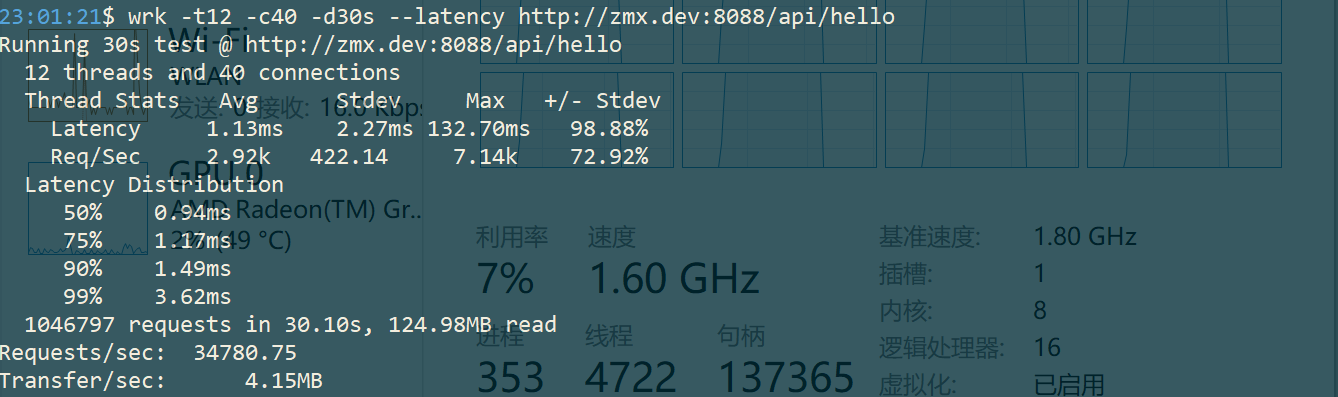 23:01:21$ wrk -t12 -c40 -d30s --latency http://zmx.dev:8088/api/hello
Running 30s test @ http://zmx.dev:8088/api/hello
12 threads and 40 connections
Thread Stats Avg Stdev Max +/- Stdev
Latency 1.13ms 2.27ms 132.70ms 98.88%
Req/Sec 2.92k 422.14 7.14k 72.92%
Latency Distribution
50% 0.94ms
75% 1.17ms
90% 1.49ms
99% 3.62ms
1046797 requests in 30.10s, 124.98MB read
Requests/sec: 34780.75
Transfer/sec: 4.15MB
Wi-Fi
WLAN
发送: 0 接收: 16.0 Kbps
GPU 0
AMD Radeon(TM) Gr...
2% (49 °C)
利用率 速度
7% 1.60 GHz
进程 线程 句柄
353 4722 137365
基准速度: 1.80 GHz
插槽: 1
内核: 8
逻辑处理器: 16
虚拟化: 已启用